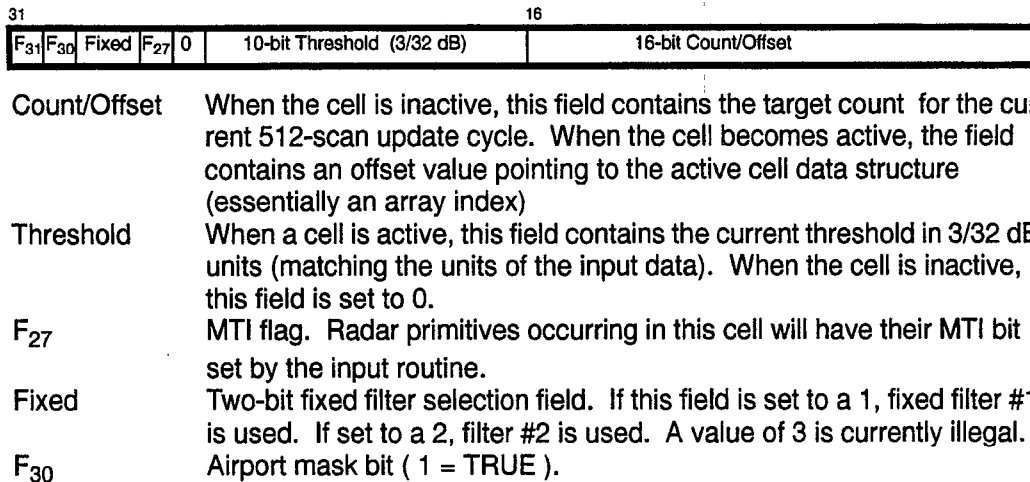 31 16
F31 F30 Fixed F27 0 10-bit Threshold (3/32 dB) 16-bit Count/Offset
Count/Offset When the cell is inactive, this field contains the target count for the cu
rent 512-scan update cycle. When the cell becomes active, the field
contains an offset value pointing to the active cell data structure
(essentially an array index)
Threshold When a cell is active, this field contains the current threshold in 3/32 dB
units (matching the units of the input data). When the cell is inactive,
this field is set to 0.
F27 MTI flag. Radar primitives occurring in this cell will have their MTI bit
set by the input routine.
Fixed Two-bit fixed filter selection field. If this field is set to a 1, fixed filter #1
is used. If set to a 2, filter #2 is used. A value of 3 is currently illegal.
F30 Airport mask bit ( 1 = TRUE ).